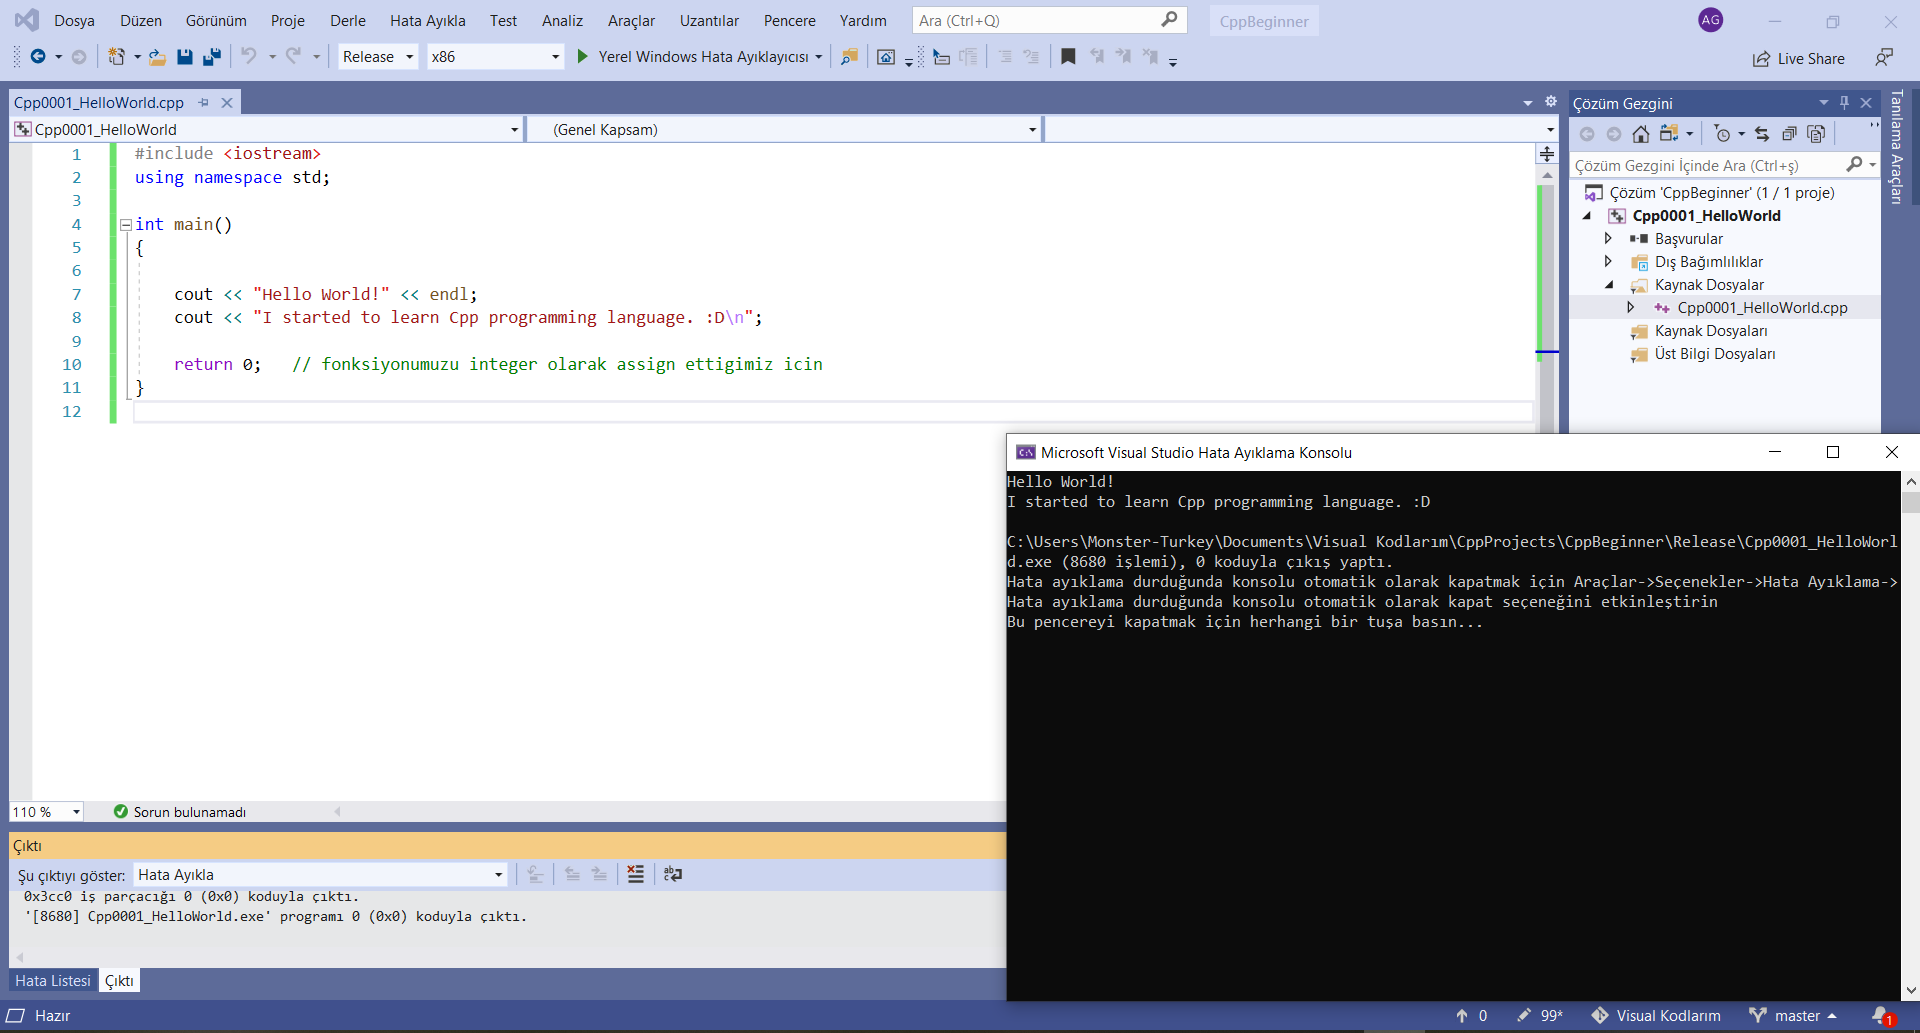 Dosya Düzen Görünüm Proje Derle Hata Ayıkla Test Analiz Araçlar Uzantılar Pencere Yardım Ara (Ctrl+Q) CppBeginner AG
Release x86 Yerel Windows Hata Ayıklayıcısı Live Share
Cpp0001_HelloWorld.cpp
Cpp0001_HelloWorld (Genel Kapsam)
1 #include <iostream>
2 using namespace std;
3
4 int main()
5 {
6
7 cout << "Hello World!" << endl;
8 cout << "I started to learn Cpp programming language. :D\n";
9
10 return 0; // fonksiyonumuzu integer olarak assign ettigimiz icin
11 }
12
110 % Sorun bulunamadı
Çözüm Gezgini
Çözüm Gezgini İçinde Ara (Ctrl+ş)
Çözüm 'CppBeginner' (1 / 1 proje)
Cpp0001_HelloWorld
Başvurular
Dış Bağımlılıklar
Kaynak Dosyalar
Cpp0001_HelloWorld.cpp
Kaynak Dosyaları
Üst Bilgi Dosyaları
Tanılama Araçları
C:\ Microsoft Visual Studio Hata Ayıklama Konsolu
Hello World!
I started to learn Cpp programming language. :D
C:\Users\Monster-Turkey\Documents\Visual Kodlarım\CppProjects\CppBeginner\Release\Cpp0001_HelloWorl
d.exe (8680 işlemi), 0 koduyla çıkış yaptı.
Hata ayıklama durduğunda konsolu otomatik olarak kapatmak için Araçlar->Seçenekler->Hata Ayıklama->
Hata ayıklama durduğunda konsolu otomatik olarak kapat seçeneğini etkinleştirin
Bu pencereyi kapatmak için herhangi bir tuşa basın...
Çıktı
Şu çıktıyı göster: Hata Ayıkla
0x3cc0 iş parçacığı 0 (0x0) koduyla çıktı.
'[8680] Cpp0001_HelloWorld.exe' programı 0 (0x0) koduyla çıktı.
Hata Listesi Çıktı
Hazır 0 99* Visual Kodlarım master 1